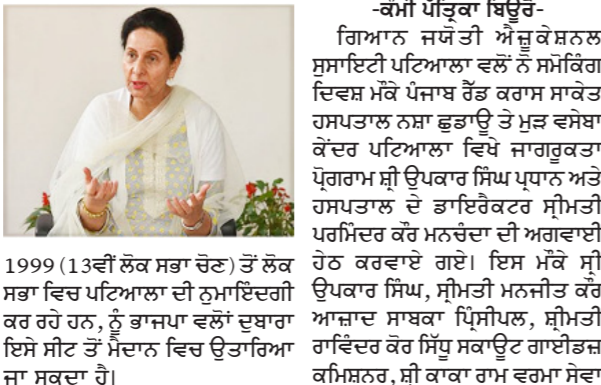 1999 (13ਵੀਂ ਲੋਕ ਸਭਾ ਚੋਣ) ਤੋਂ ਲੋਕ
ਸਭਾ ਵਿਚ ਪਟਿਆਲਾ ਦੀ ਨੁਮਾਇੰਦਗੀ
ਕਰ ਰਹੇ ਹਨ, ਨੂੰ ਭਾਜਪਾ ਵਲੋਂ ਦੁਬਾਰਾ
ਇਸੇ ਸੀਟ ਤੋਂ ਮੈਦਾਨ ਵਿਚ ਉਤਾਰਿਆ
ਜਾ ਸਕਦਾ ਹੈ।
-ਕੌਮੀ ਪੱਤ੍ਰਿਕਾ ਬਿਊਰੋ-
ਗਿਆਨ ਜਯੋਤੀ ਐਜੂਕੇਸ਼ਨਲ
ਸੁਸਾਇਟੀ ਪਟਿਆਲਾ ਵਲੋਂ ਨੋ ਸਮੋਕਿੰਗ
ਦਿਵਸ਼ ਮੌਕੇ ਪੰਜਾਬ ਰੈੱਡ ਕਰਾਸ ਸਾਕੇਤ
ਹਸਪਤਾਲ ਨਸ਼ਾ ਛੁਡਾਊ ਤੇ ਮੁੜ ਵਸੇਬਾ
ਕੇਂਦਰ ਪਟਿਆਲਾ ਵਿਖੇ ਜਾਗਰੂਕਤਾ
ਪ੍ਰੋਗਰਾਮ ਸ਼੍ਰੀ ਉਪਕਾਰ ਸਿੰਘ ਪ੍ਰਧਾਨ ਅਤੇ
ਹਸਪਤਾਲ ਦੇ ਡਾਇਰੈਕਟਰ ਸ੍ਰੀਮਤੀ
ਪਰਮਿੰਦਰ ਕੌਰ ਮਨਚੰਦਾ ਦੀ ਅਗਵਾਈ
ਹੇਠ ਕਰਵਾਏ ਗਏ। ਇਸ ਮੌਕੇ ਸ੍ਰੀ
ਉਪਕਾਰ ਸਿੰਘ, ਸ੍ਰੀਮਤੀ ਮਨਜੀਤ ਕੌਰ
ਆਜ਼ਾਦ ਸਾਬਕਾ ਪ੍ਰਿੰਸੀਪਲ, ਸ਼੍ਰੀਮਤੀ
ਰਾਵਿੰਦਰ ਕੋਰ ਸਿੱਧੂ ਸਕਾਊਟ ਗਾਈਡਜ਼
ਕਮਿਸ਼ਨਰ, ਸ਼੍ਰੀ ਕਾਕਾ ਰਾਮ ਵਰਮਾ ਸੇਵਾ